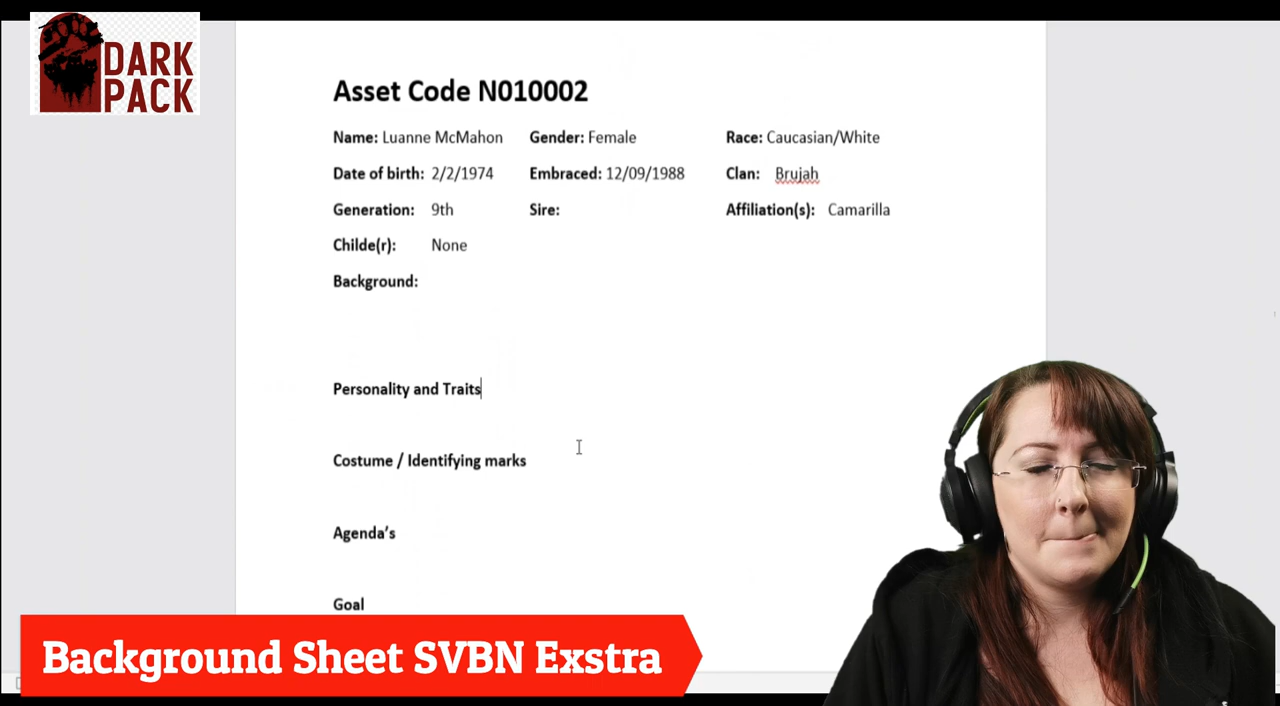 DARK
PACK
Asset Code N010002
Name: Luanne McMahon Gender: Female Race: Caucasian/White
Date of birth: 2/2/1974 Embraced: 12/09/1988 Clan: Brujah
Generation: 9th Sire: Affiliation(s): Camarilla
Childe(r): None
Background:
Personality and Traits
Costume / Identifying marks
Agenda’s
Goal
Background Sheet SVBN Exstra